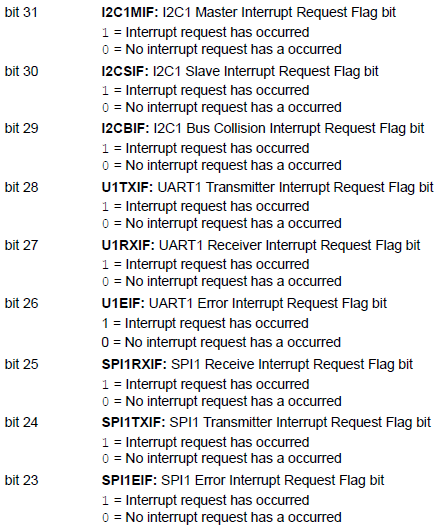 bit 31 I2C1MIF: I2C1 Master Interrupt Request Flag bit
1 = Interrupt request has occurred
0 = No interrupt request has a occurred
bit 30 I2CSIF: I2C1 Slave Interrupt Request Flag bit
1 = Interrupt request has occurred
0 = No interrupt request has a occurred
bit 29 I2CBIF: I2C1 Bus Collision Interrupt Request Flag bit
1 = Interrupt request has occurred
0 = No interrupt request has a occurred
bit 28 U1TXIF: UART1 Transmitter Interrupt Request Flag bit
1 = Interrupt request has occurred
0 = No interrupt request has a occurred
bit 27 U1RXIF: UART1 Receiver Interrupt Request Flag bit
1 = Interrupt request has occurred
0 = No interrupt request has a occurred
bit 26 U1EIF: UART1 Error Interrupt Request Flag bit
1 = Interrupt request has occurred
0 = No interrupt request has a occurred
bit 25 SPI1RXIF: SPI1 Receive Interrupt Request Flag bit
1 = Interrupt request has occurred
0 = No interrupt request has a occurred
bit 24 SPI1TXIF: SPI1 Transmitter Interrupt Request Flag bit
1 = Interrupt request has occurred
0 = No interrupt request has a occurred
bit 23 SPI1EIF: SPI1 Error Interrupt Request Flag bit
1 = Interrupt request has occurred
0 = No interrupt request has a occurred